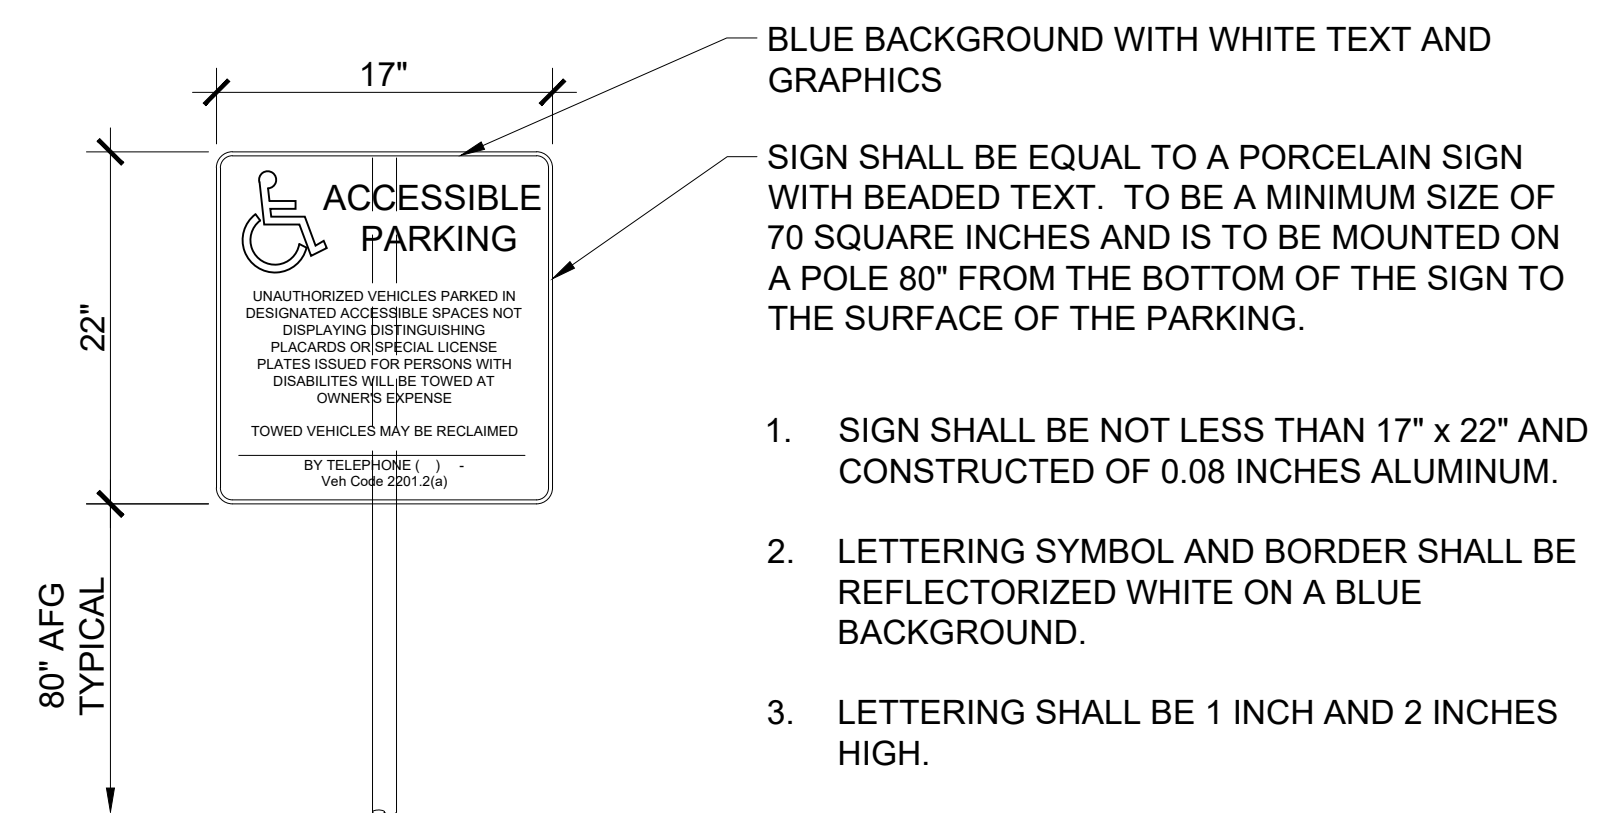 17"
BLUE BACKGROUND WITH WHITE TEXT AND
GRAPHICS
22"
80" AFG
TYPICAL
ACCESSIBLE
PARKING
UNAUTHORIZED VEHICLES PARKED IN
DESIGNATED ACCESSIBLE SPACES NOT
DISPLAYING DISTINGUISHING
PLACARDS OR SPECIAL LICENSE
PLATES ISSUED FOR PERSONS WITH
DISABILITES WILL BE TOWED AT
OWNER'S EXPENSE
TOWED VEHICLES MAY BE RECLAIMED
BY TELEPHONE ( ) -
Veh Code 2201.2(a)
SIGN SHALL BE EQUAL TO A PORCELAIN SIGN
WITH BEADED TEXT. TO BE A MINIMUM SIZE OF
70 SQUARE INCHES AND IS TO BE MOUNTED ON
A POLE 80" FROM THE BOTTOM OF THE SIGN TO
THE SURFACE OF THE PARKING.
1. SIGN SHALL BE NOT LESS THAN 17" x 22" AND
CONSTRUCTED OF 0.08 INCHES ALUMINUM.
2. LETTERING SYMBOL AND BORDER SHALL BE
REFLECTORIZED WHITE ON A BLUE
BACKGROUND.
3. LETTERING SHALL BE 1 INCH AND 2 INCHES
HIGH.